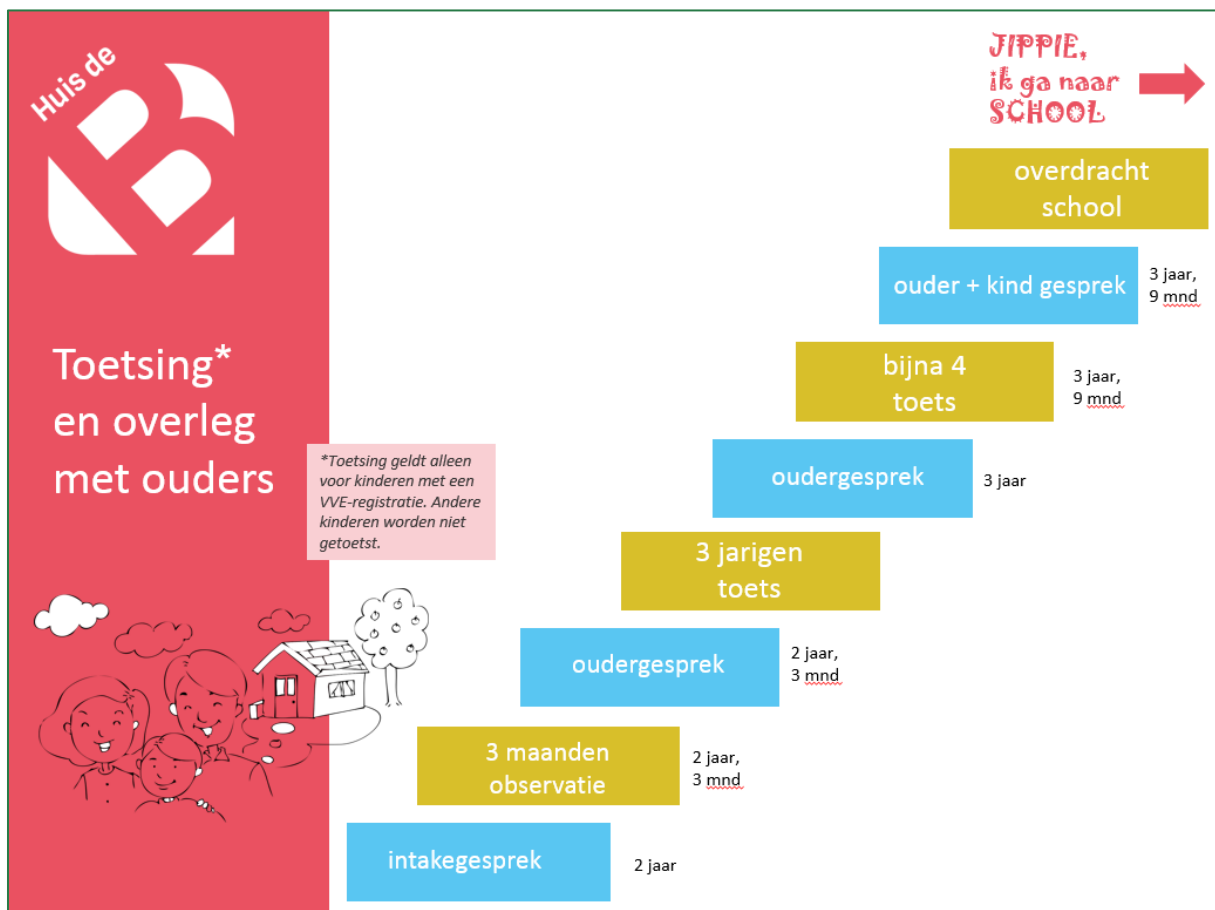 Huis de
B
Toetsing*
en overleg
met ouders
*Toetsing geldt alleen
voor kinderen met een
VVE-registratie. Andere
kinderen worden niet
getoetst.
JIPPIE,
ik ga naar
SCHOOL
overdracht
school
ouder + kind gesprek
3 jaar,
9 mnd
bijna 4
toets
3 jaar,
9 mnd
oudergesprek
3 jaar
3 jarigen
toets
oudergesprek
2 jaar,
3 mnd
3 maanden
observatie
2 jaar,
3 mnd
intakegesprek
2 jaar